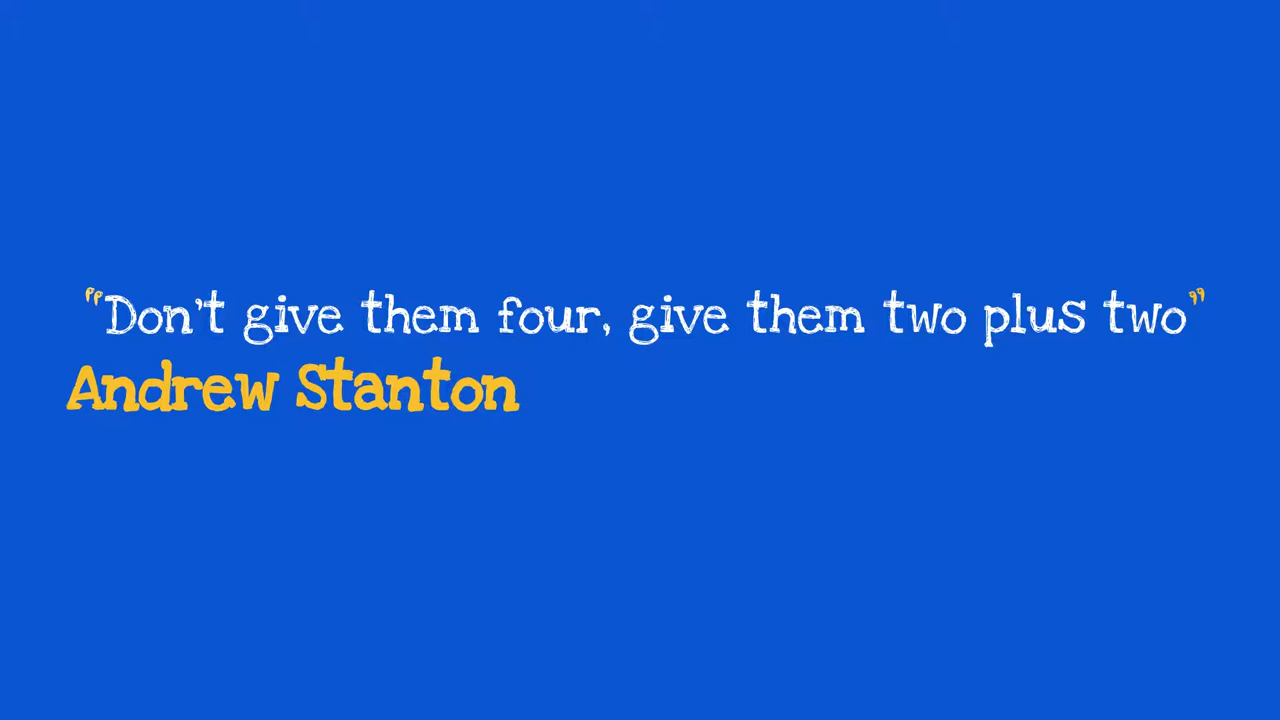 “Don’t give them four, give them two plus two”
Andrew Stanton